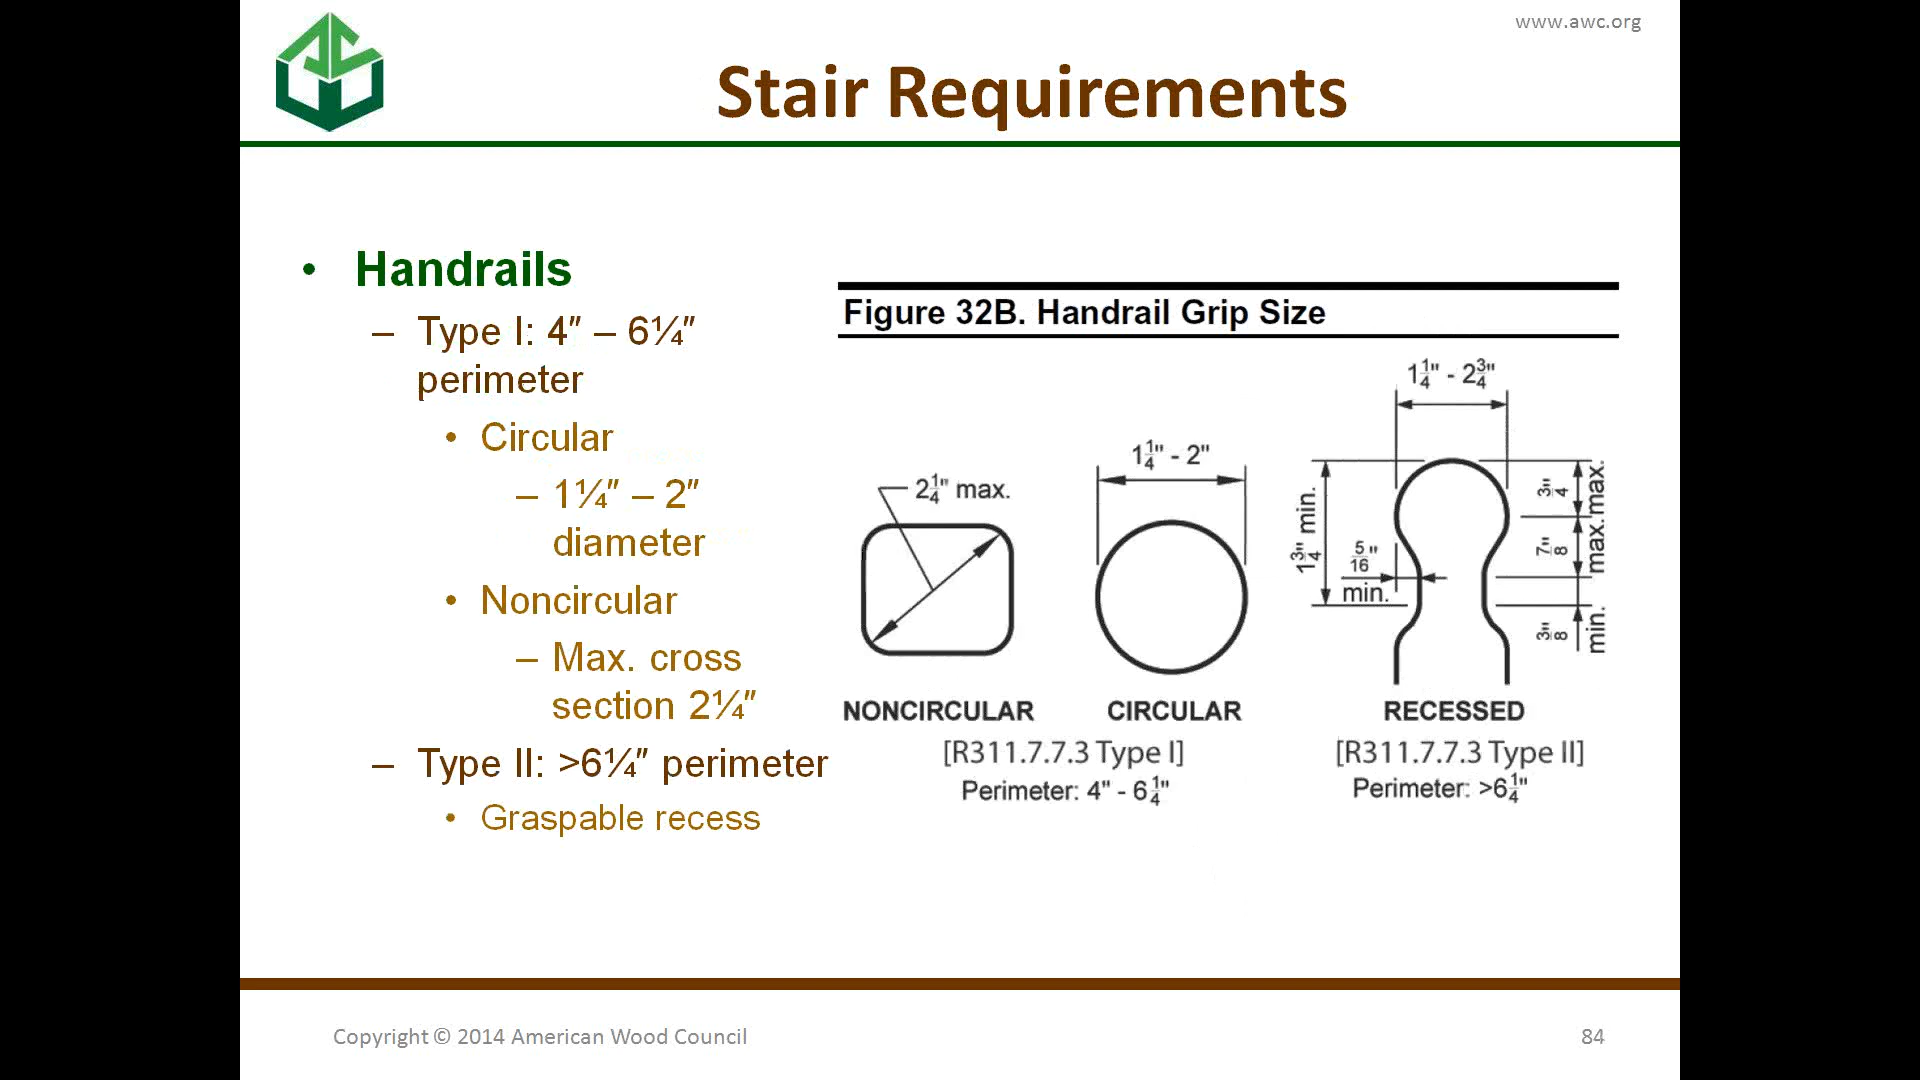 www.awc.org
Stair Requirements
• Handrails
– Type I: 4″ – 6¼″
perimeter
• Circular
– 1¼″ – 2″
diameter
• Noncircular
– Max. cross
section 2¼″
– Type II: >6¼″ perimeter
• Graspable recess
Figure 32B. Handrail Grip Size
2¼" max.
1¼" - 2"
1¼" - 2¾"
1¾" min.
5/16"
min.
¾" max.
⅞" max.
⅜" min.
NONCIRCULAR
CIRCULAR
RECESSED
[R311.7.7.3 Type I]
Perimeter: 4" - 6¼"
[R311.7.7.3 Type II]
Perimeter: >6¼"
Copyright © 2014 American Wood Council
84